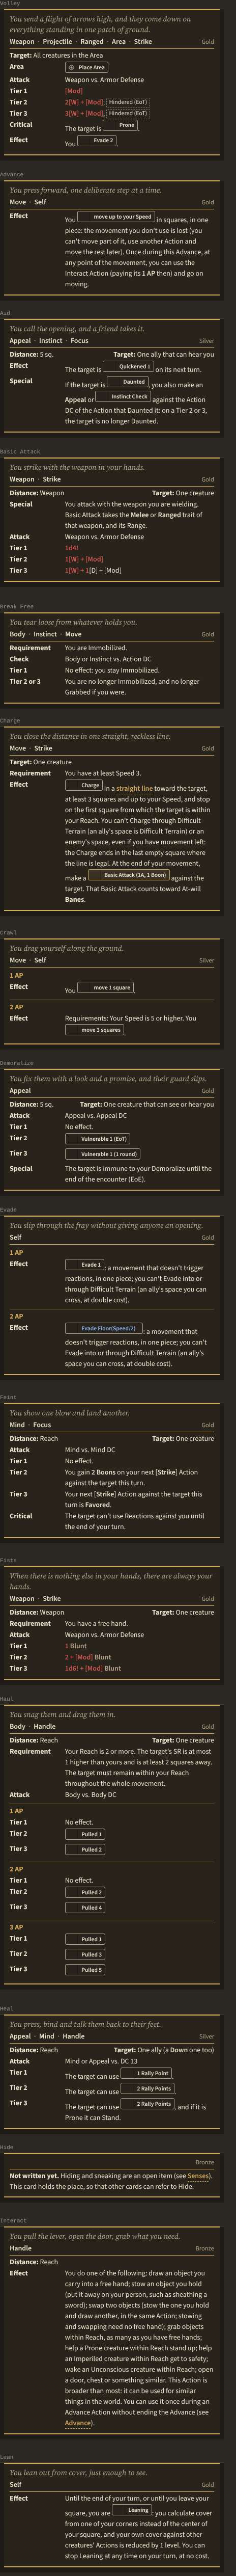 Volley
You send a flight of arrows high, and they come down on
everything standing in one patch of ground.
Weapon · Projectile · Ranged · Area · Strike Gold
Target: All creatures in the Area
Area Place Area
Attack Weapon vs. Armor Defense
Tier 1 [Mod]
Tier 2 2[W] + [Mod]; Hindered (EoT)
Tier 3 3[W] + [Mod]; Hindered (EoT)
Critical The target is Prone.
Effect You Evade 2.
Advance
You press forward, one deliberate step at a time.
Move · Self Gold
Effect You move up to your Speed in squares, in one
piece: the movement you don't use is lost (you
can't move part of it, use another Action and
move the rest later). Once during this Advance, at
any point of the movement, you can use the
Interact Action (paying its 1 AP then) and go on
moving.
Aid
You call the opening, and a friend takes it.
Appeal · Instinct · Focus Silver
Distance: 5 sq. Target: One ally that can hear you
Effect The target is Quickened 1 on its next turn.
Special If the target is Daunted, you also make an
Appeal or Instinct Check against the Action
DC of the Action that Daunted it: on a Tier 2 or 3,
the target is no longer Daunted.
Basic Attack
You strike with the weapon in your hands.
Weapon · Strike Gold
Distance: Weapon Target: One creature
Special You attack with the weapon you are wielding.
Basic Attack takes the Melee or Ranged trait of
that weapon, and its Range.
Attack Weapon vs. Armor Defense
Tier 1 1d4!
Tier 2 1[W] + [Mod]
Tier 3 1[W] + 1[D] + [Mod]
Break Free
You tear loose from whatever holds you.
Body · Instinct · Move Gold
Requirement You are Immobilized.
Check Body or Instinct vs. Action DC
Tier 1 No effect: you stay Immobilized.
Tier 2 or 3 You are no longer Immobilized, and no longer
Grabbed if you were.
Charge
You close the distance in one straight, reckless line.
Move · Strike Gold
Target: One creature
Requirement You have at least Speed 3.
Effect Charge in a straight line toward the target,
at least 3 squares and up to your Speed, and stop
on the first square from which the target is within
your Reach. You can't Charge through Difficult
Terrain (an ally's space is Difficult Terrain) or an
enemy's space, even if you have movement left:
the Charge ends in the last empty square where
the line is legal. At the end of your movement,
make a Basic Attack (1A, 1 Boon) against the
target. That Basic Attack counts toward At-will
Banes.
Crawl
You drag yourself along the ground.
Move · Self Silver
1 AP
Effect You move 1 square.
2 AP
Effect Requirements: Your Speed is 5 or higher. You
move 3 squares.
Demoralize
You fix them with a look and a promise, and their guard slips.
Appeal Gold
Distance: 5 sq. Target: One creature that can see or hear you
Attack Appeal vs. Appeal DC
Tier 1 No effect.
Tier 2 Vulnerable 1 (EoT)
Tier 3 Vulnerable 1 (1 round)
Special The target is immune to your Demoralize until the
end of the encounter (EoE).
Evade
You slip through the fray without giving anyone an opening.
Self Gold
1 AP
Effect Evade 1: a movement that doesn't trigger
reactions, in one piece; you can't Evade into or
through Difficult Terrain (an ally's space you can
cross, at double cost).
2 AP
Effect Evade Floor(Speed/2): a movement that
doesn't trigger reactions, in one piece; you can't
Evade into or through Difficult Terrain (an ally's
space you can cross, at double cost).
Feint
You show one blow and land another.
Mind · Focus Gold
Distance: Reach Target: One creature
Attack Mind vs. Mind DC
Tier 1 No effect.
Tier 2 You gain 2 Boons on your next [Strike] Action
against the target this turn.
Tier 3 Your next [Strike] Action against the target this
turn is Favored.
Critical The target can't use Reactions against you until
the end of your turn.
Fists
When there is nothing else in your hands, there are always your
hands.
Weapon · Strike Gold
Distance: Weapon Target: One creature
Requirement You have a free hand.
Attack Weapon vs. Armor Defense
Tier 1 1 Blunt
Tier 2 2 + [Mod] Blunt
Tier 3 1d6! + [Mod] Blunt
Haul
You snag them and drag them in.
Body · Handle Gold
Distance: Reach Target: One creature
Requirement Your Reach is 2 or more. The target's SR is at most
1 higher than yours and is at least 2 squares away.
The target must remain within your Reach
throughout the whole movement.
Attack Body vs. Body DC
1 AP
Tier 1 No effect.
Tier 2 Pulled 1
Tier 3 Pulled 2
2 AP
Tier 1 No effect.
Tier 2 Pulled 2
Tier 3 Pulled 4
3 AP
Tier 1 Pulled 1
Tier 2 Pulled 3
Tier 3 Pulled 5
Heal
You press, bind and talk them back to their feet.
Appeal · Mind · Handle Silver
Distance: Reach Target: One ally (a Down one too)
Attack Mind or Appeal vs. DC 13
Tier 1 The target can use 1 Rally Point.
Tier 2 The target can use 2 Rally Points.
Tier 3 The target can use 2 Rally Points, and if it is
Prone it can Stand.
Hide
Bronze
Not written yet. Hiding and sneaking are an open item (see Senses).
This card holds the place, so that other cards can refer to Hide.
Interact
You pull the lever, open the door, grab what you need.
Handle Bronze
Distance: Reach
Effect You do one of the following: draw an object you
carry into a free hand; stow an object you hold
(put it away on your person, such as sheathing a
sword); swap two objects (stow the one you hold
and draw another, in the same Action; stowing
and swapping need no free hand); grab objects
within Reach, as many as you have free hands;
help a Prone creature within Reach stand up; help
an Imperiled creature within Reach get to safety;
wake an Unconscious creature within Reach; open
a door, chest or something similar. This Action is
broader than most: it can be used for similar
things in the world. You can use it once during an
Advance Action without ending the Advance (see
Advance).
Lean
You lean out from cover, just enough to see.
Self Gold
Effect Until the end of your turn, or until you leave your
square, you are Leaning: you calculate cover
from one of your corners instead of the center of
your square, and your own cover against other
creatures' Actions is reduced by 1 level. You can
stop Leaning at any time on your turn, at no cost.